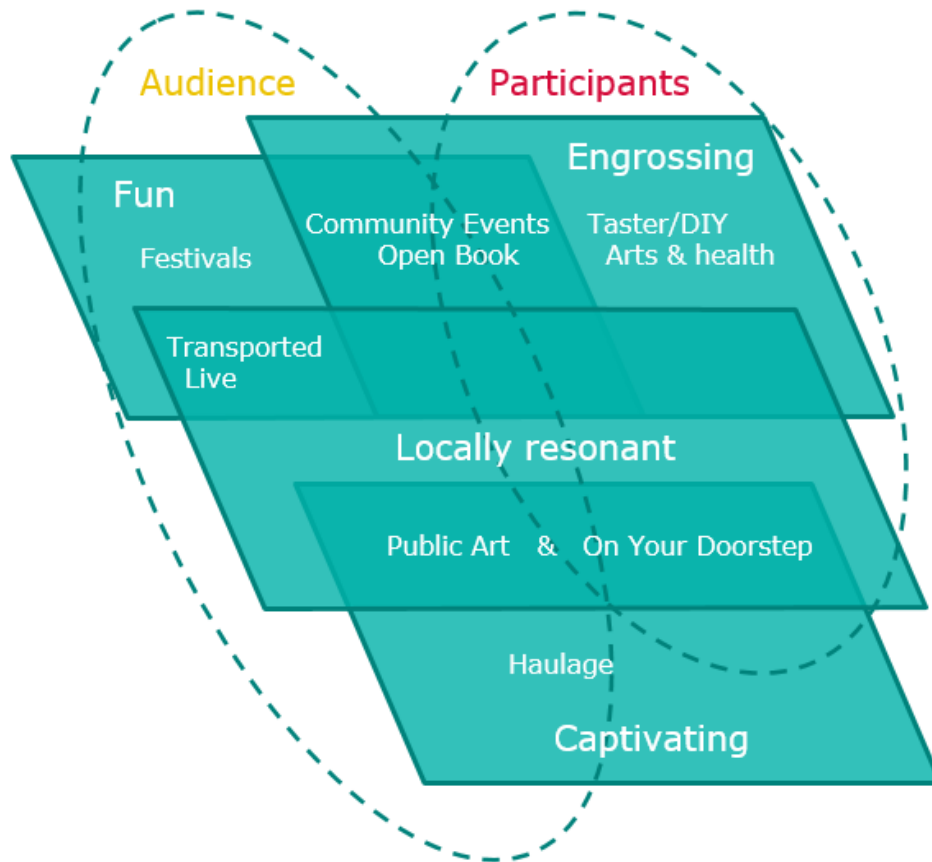 Audience
Participants
Engrossing
Fun
Community Events
Open Book
Taster/DIY
Arts & health
Festivals
Transported
Live
Locally resonant
Public Art & On Your Doorstep
Haulage
Captivating